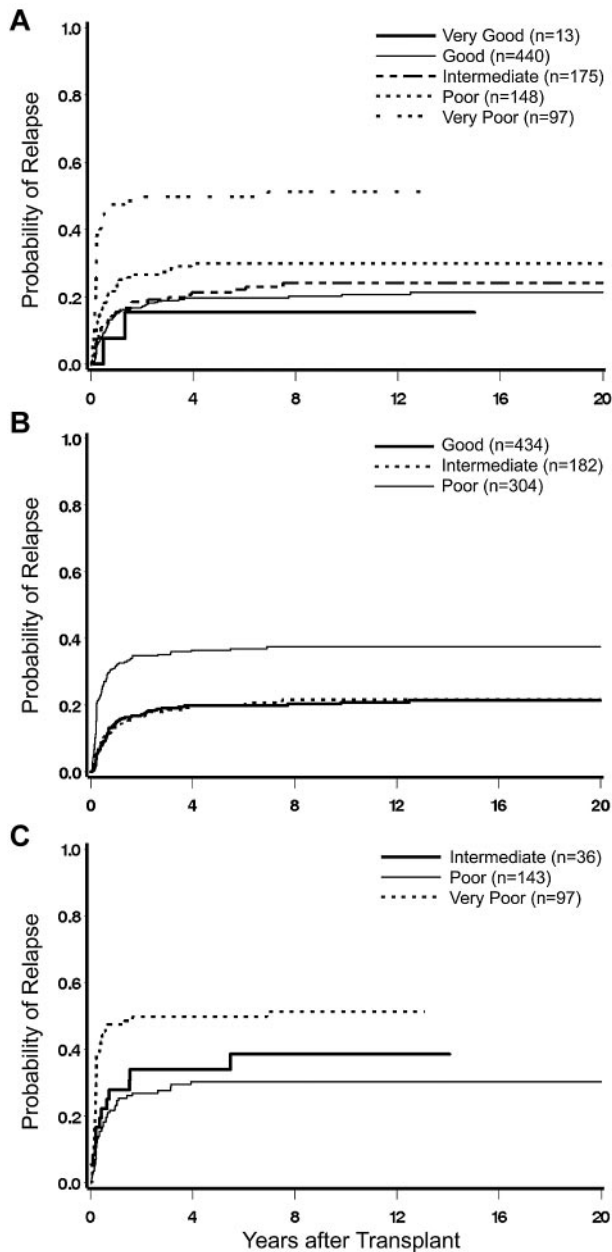 A
Very Good (n=13)
Good (n=440)
Intermediate (n=175)
Poor (n=148)
Very Poor (n=97)
Probability of Relapse
1.0
0.8
0.6
0.4
0.2
0.0
0 4 8 12 16 20
B
Good (n=434)
Intermediate (n=182)
Poor (n=304)
Probability of Relapse
1.0
0.8
0.6
0.4
0.2
0.0
0 4 8 12 16 20
C
Intermediate (n=36)
Poor (n=143)
Very Poor (n=97)
Probability of Relapse
1.0
0.8
0.6
0.4
0.2
0.0
0 4 8 12 16 20
Years after Transplant